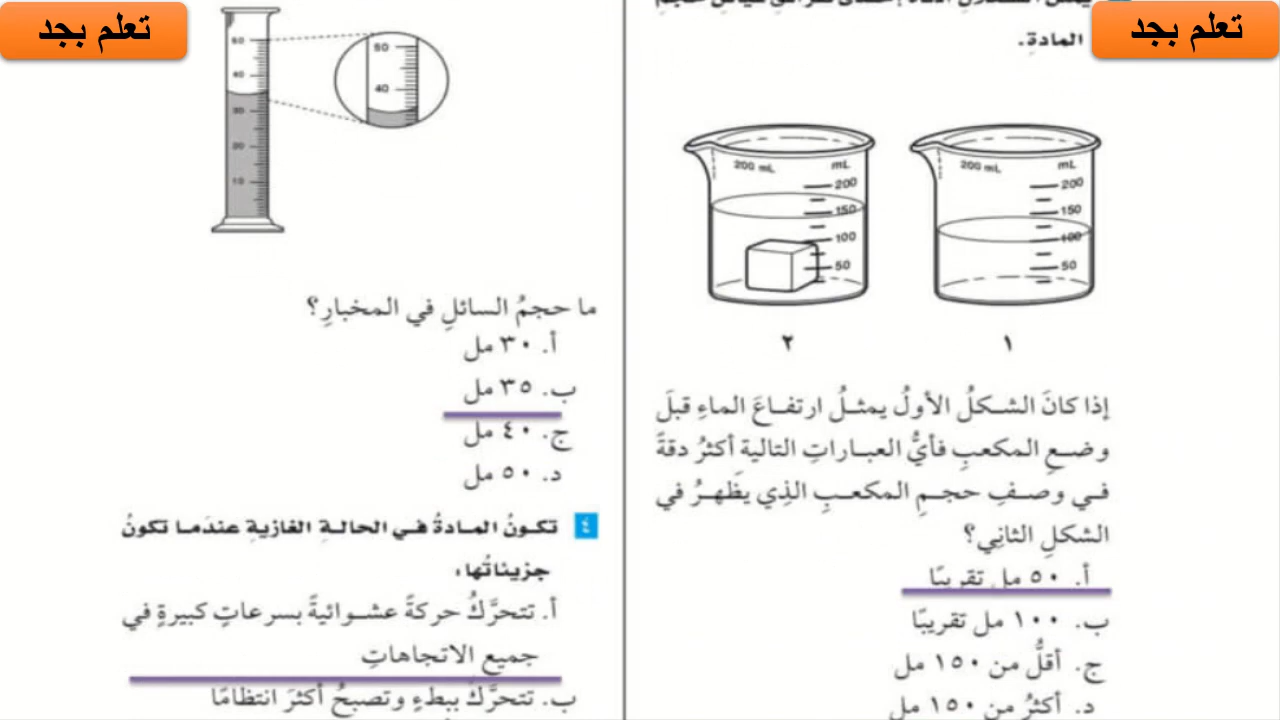 تعلم بجد
تعلم بجد
المادةِ.
200 mL
mL
200
150
100
50
200 mL
mL
200
150
100
50
١
٢
إذا كانَ الشكلُ الأولُ يمثلُ ارتفاعَ الماءِ قبلَ
وضعِ المكعبِ فأيُّ العباراتِ التالية أكثرُ دقةً
في وصفِ حجمِ المكعبِ الذِي يظهرُ في
الشكلِ الثانِي؟
أ. ٥٠ مل تقريبًا
ب. ١٠٠ مل تقريبًا
ج. أقلُّ من ١٥٠ مل
د. أكثرُ من ١٥٠ مل
40
30
20
10
50
40
ما حجمُ السائلِ في المخبارِ؟
أ. ٣٠ مل
ب. ٣٥ مل
ج. ٤٠ مل
د. ٥٠ مل
٤ تكونُ المادةُ في الحالةِ الغازيةِ عندَما تكونُ
جزيئاتُها:
أ. تتحرَّكُ حركةً عشوائيةً بسرعاتٍ كبيرةٍ في
جميعِ الاتجاهاتِ
ب. تتحرَّكُ ببطءٍ وتصبحُ أكثرَ انتظامًا